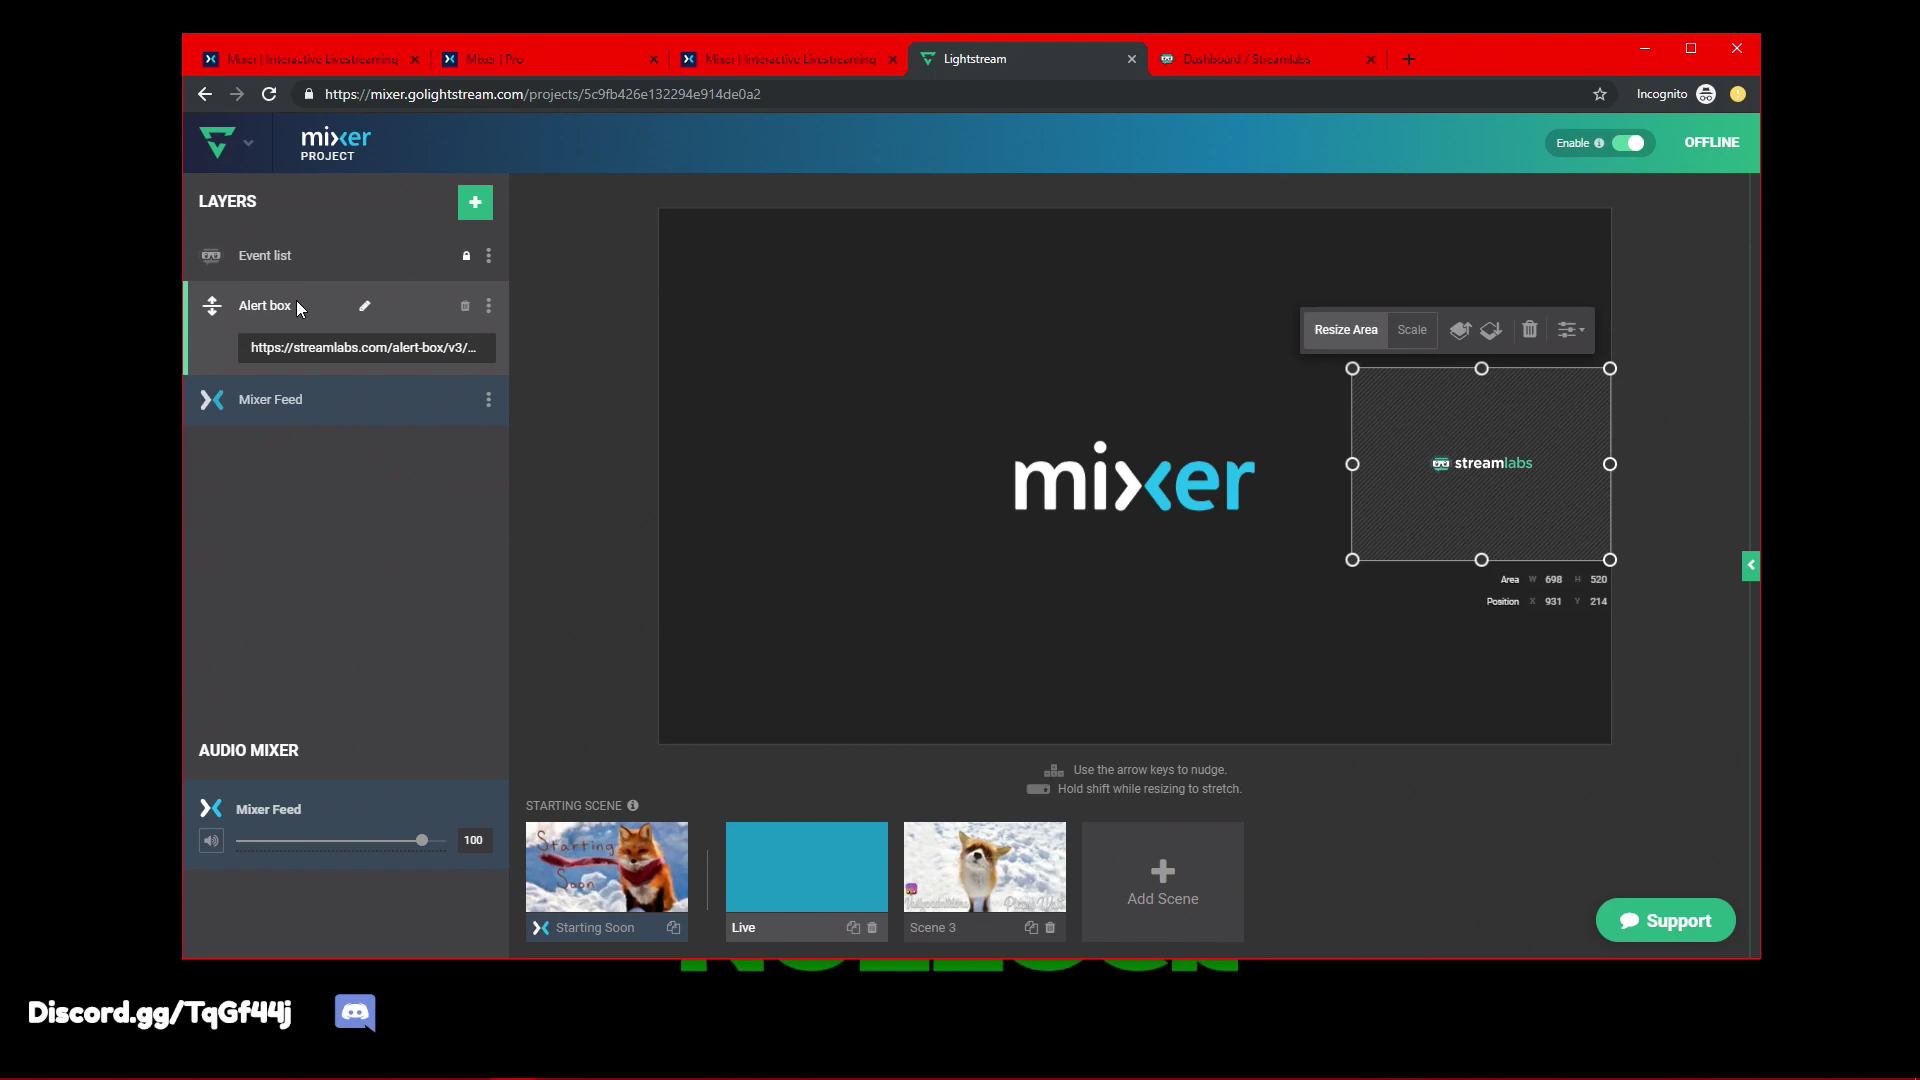 Mixer | Interactive Livestreaming
Mixer | Pro
Mixer | Interactive Livestreaming
Lightstream
Dashboard / Streamlabs
https://mixer.golightstream.com/projects/5c9fb426e132294e914de0a2
Incognito
mixer
PROJECT
Enable
OFFLINE
LAYERS
Event list
Alert box
https://streamlabs.com/alert-box/v3/...
Mixer Feed
Resize Area
Scale
mixer
streamlabs
Area W 698 H 520
Position X 931 Y 214
AUDIO MIXER
Mixer Feed
100
Use the arrow keys to nudge.
Hold shift while resizing to stretch.
STARTING SCENE
Starting
Soon
Starting Soon
Live
Scene 3
Add Scene
Support
Discord.gg/TqGf44j